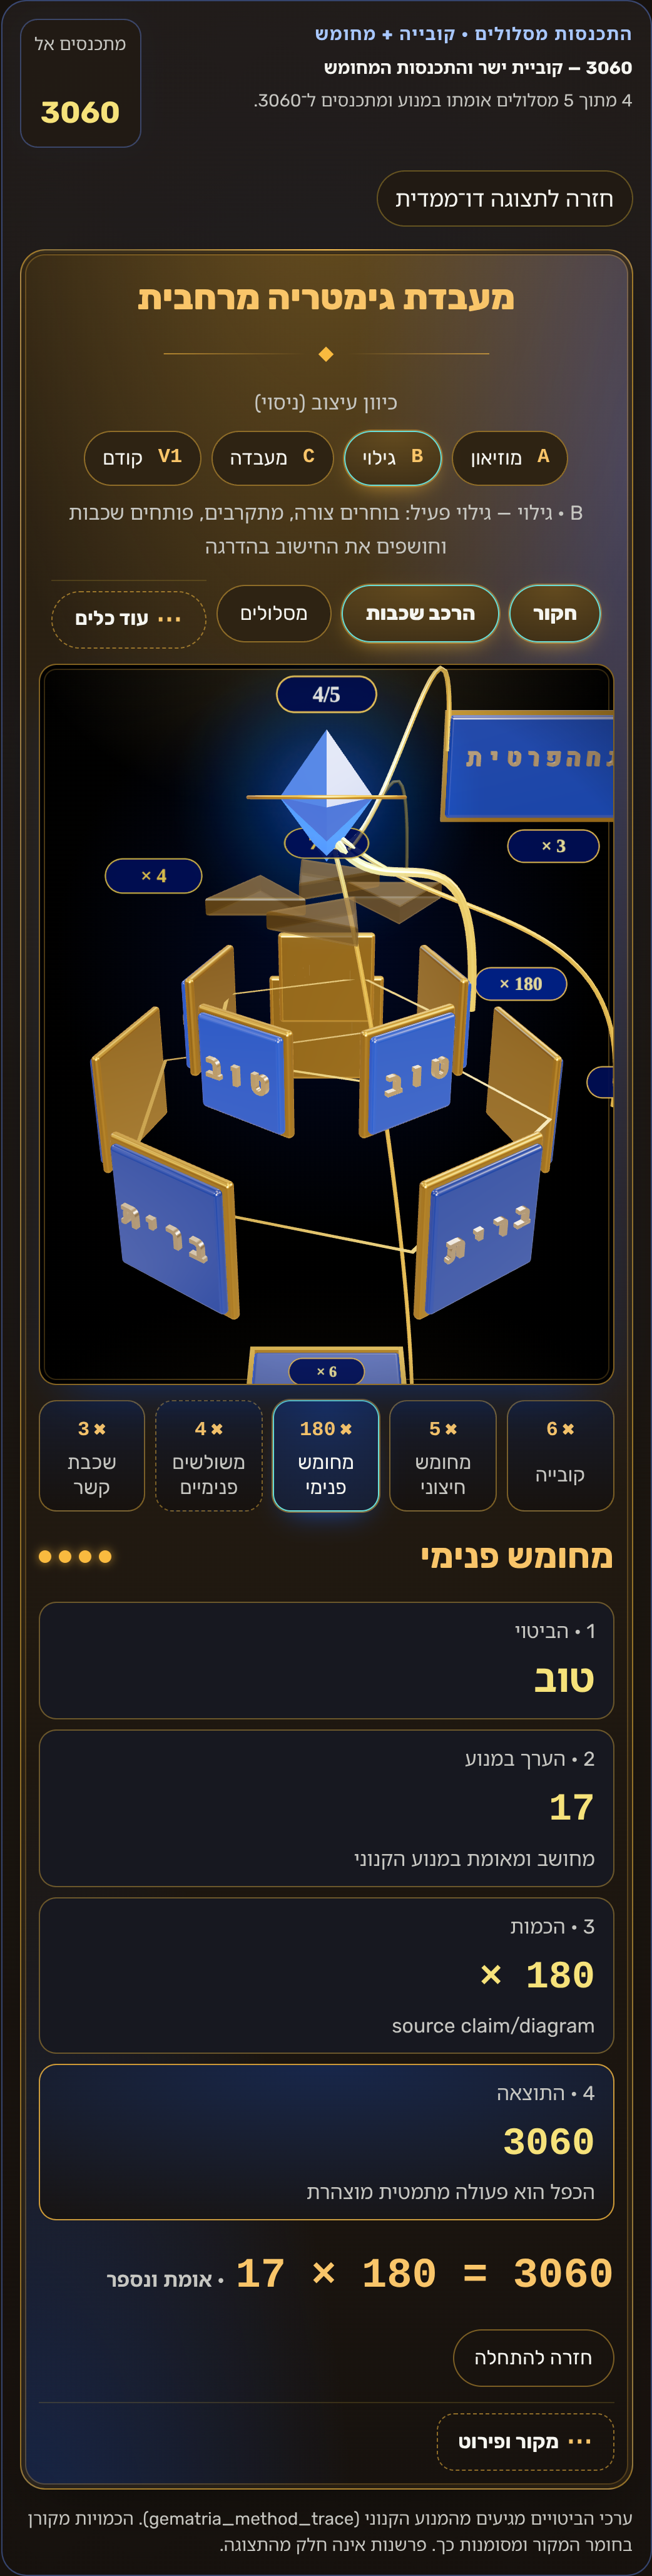 התכנסות מסלולים • קובייה + מחומש
3060 – קוביית ישר והתכנסות המחומש
4 מתוך 5 מסלולים אומתו במנוע ומתכנסים ל־3060.
מתכנסים אל
3060
חזרה לתצוגה דו־ממדית
מעבדת גימטריה מרחבית
כיוון עיצוב (ניסוי)
A מוזיאון
B גילוי
C מעבדה
V1 קודם
B • גילוי – גילוי פעיל: בוחרים צורה, מתקרבים, פותחים שכבות
וחושפים את החישוב בהדרגה
חקור
הרכב שכבות
מסלולים
··· עוד כלים
4/5
גחהפרטית
× 3
× 4
× 180
טוב
טוב
ברית
ברית
× 6
×6
קובייה
×5
מחומש
חיצוני
×180
מחומש
פנימי
×4
משולשים
פנימיים
×3
שכבת
קשר
מחומש פנימי
1 • הביטוי
טוב
2 • הערך במנוע
17
מחושב ומאומת במנוע הקנוני
3 • הכמות
× 180
source claim/diagram
4 • התוצאה
3060
הכפל הוא פעולה מתמטית מוצהרת
17 × 180 = 3060 • אומת ונספר
חזרה להתחלה
··· מקור ופירוט
ערכי הביטויים מגיעים מהמנוע הקנוני (gematria_method_trace). הכמויות מקורן
בחומר המקור ומסומנות כך. פרשנות אינה חלק מהתצוגה.